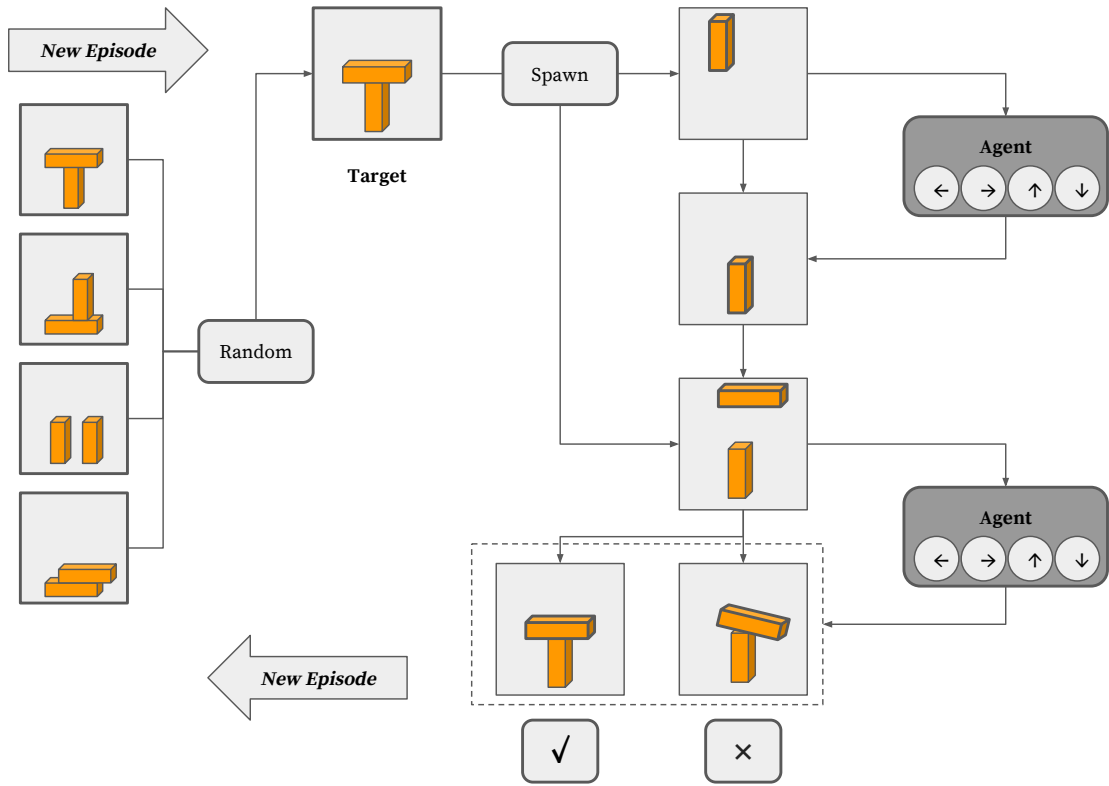 New Episode
Target
Spawn
Agent
← → ↑ ↓
Random
Agent
← → ↑ ↓
New Episode
√ ×